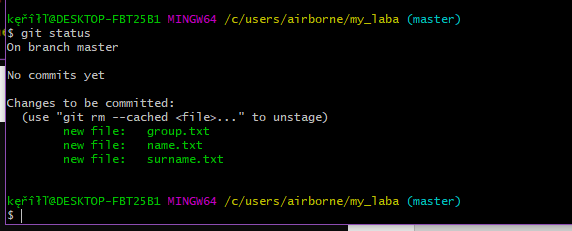 kęříłľ@DESKTOP-FBT25B1 MINGW64 /c/users/airborne/my_laba (master)
$ git status
On branch master
No commits yet
Changes to be committed:
(use "git rm --cached <file>..." to unstage)
new file: group.txt
new file: name.txt
new file: surname.txt
kęříłľ@DESKTOP-FBT25B1 MINGW64 /c/users/airborne/my_laba (master)
$